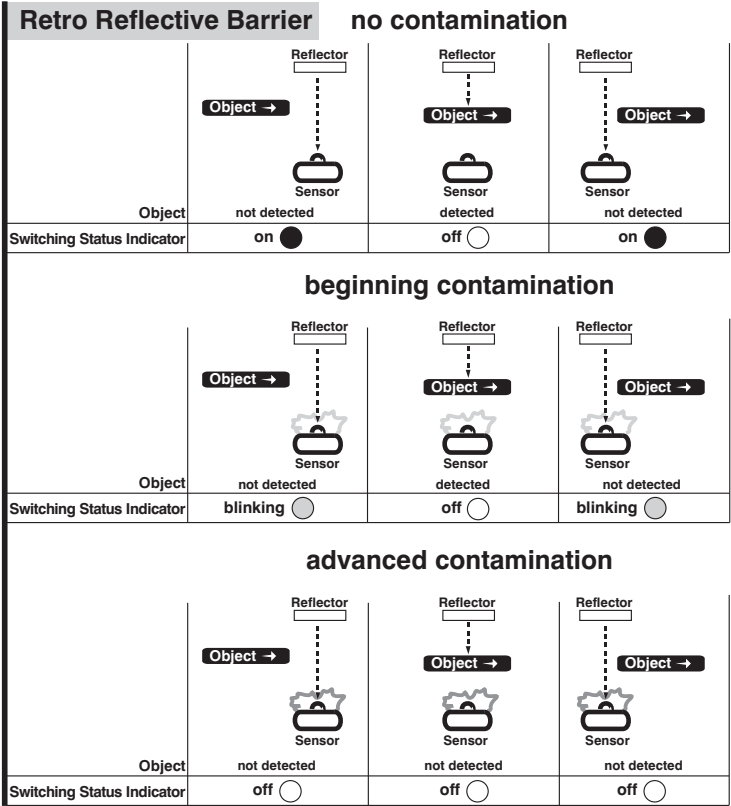 Retro Reflective Barrier no contamination
Reflector Reflector Reflector
Object → Object → Object →
Sensor Sensor Sensor
Object not detected detected not detected
Switching Status Indicator on off on
beginning contamination
Reflector Reflector Reflector
Object → Object → Object →
Sensor Sensor Sensor
Object not detected detected not detected
Switching Status Indicator blinking off blinking
advanced contamination
Reflector Reflector Reflector
Object → Object → Object →
Sensor Sensor Sensor
Object not detected not detected not detected
Switching Status Indicator off off off